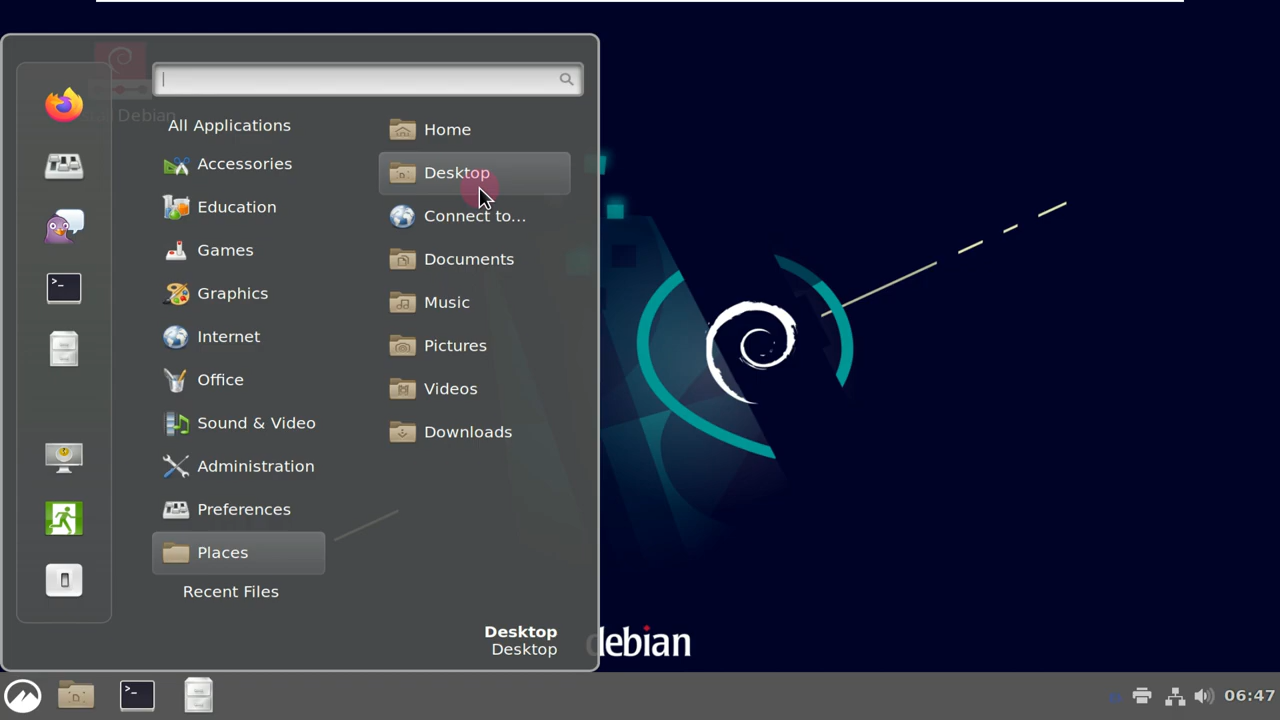 Debian
All Applications
Accessories
Education
Games
Graphics
Internet
Office
Sound & Video
Administration
Preferences
Places
Recent Files
Home
Desktop
Connect to...
Documents
Music
Pictures
Videos
Downloads
Desktop
Desktop
debian
06:47